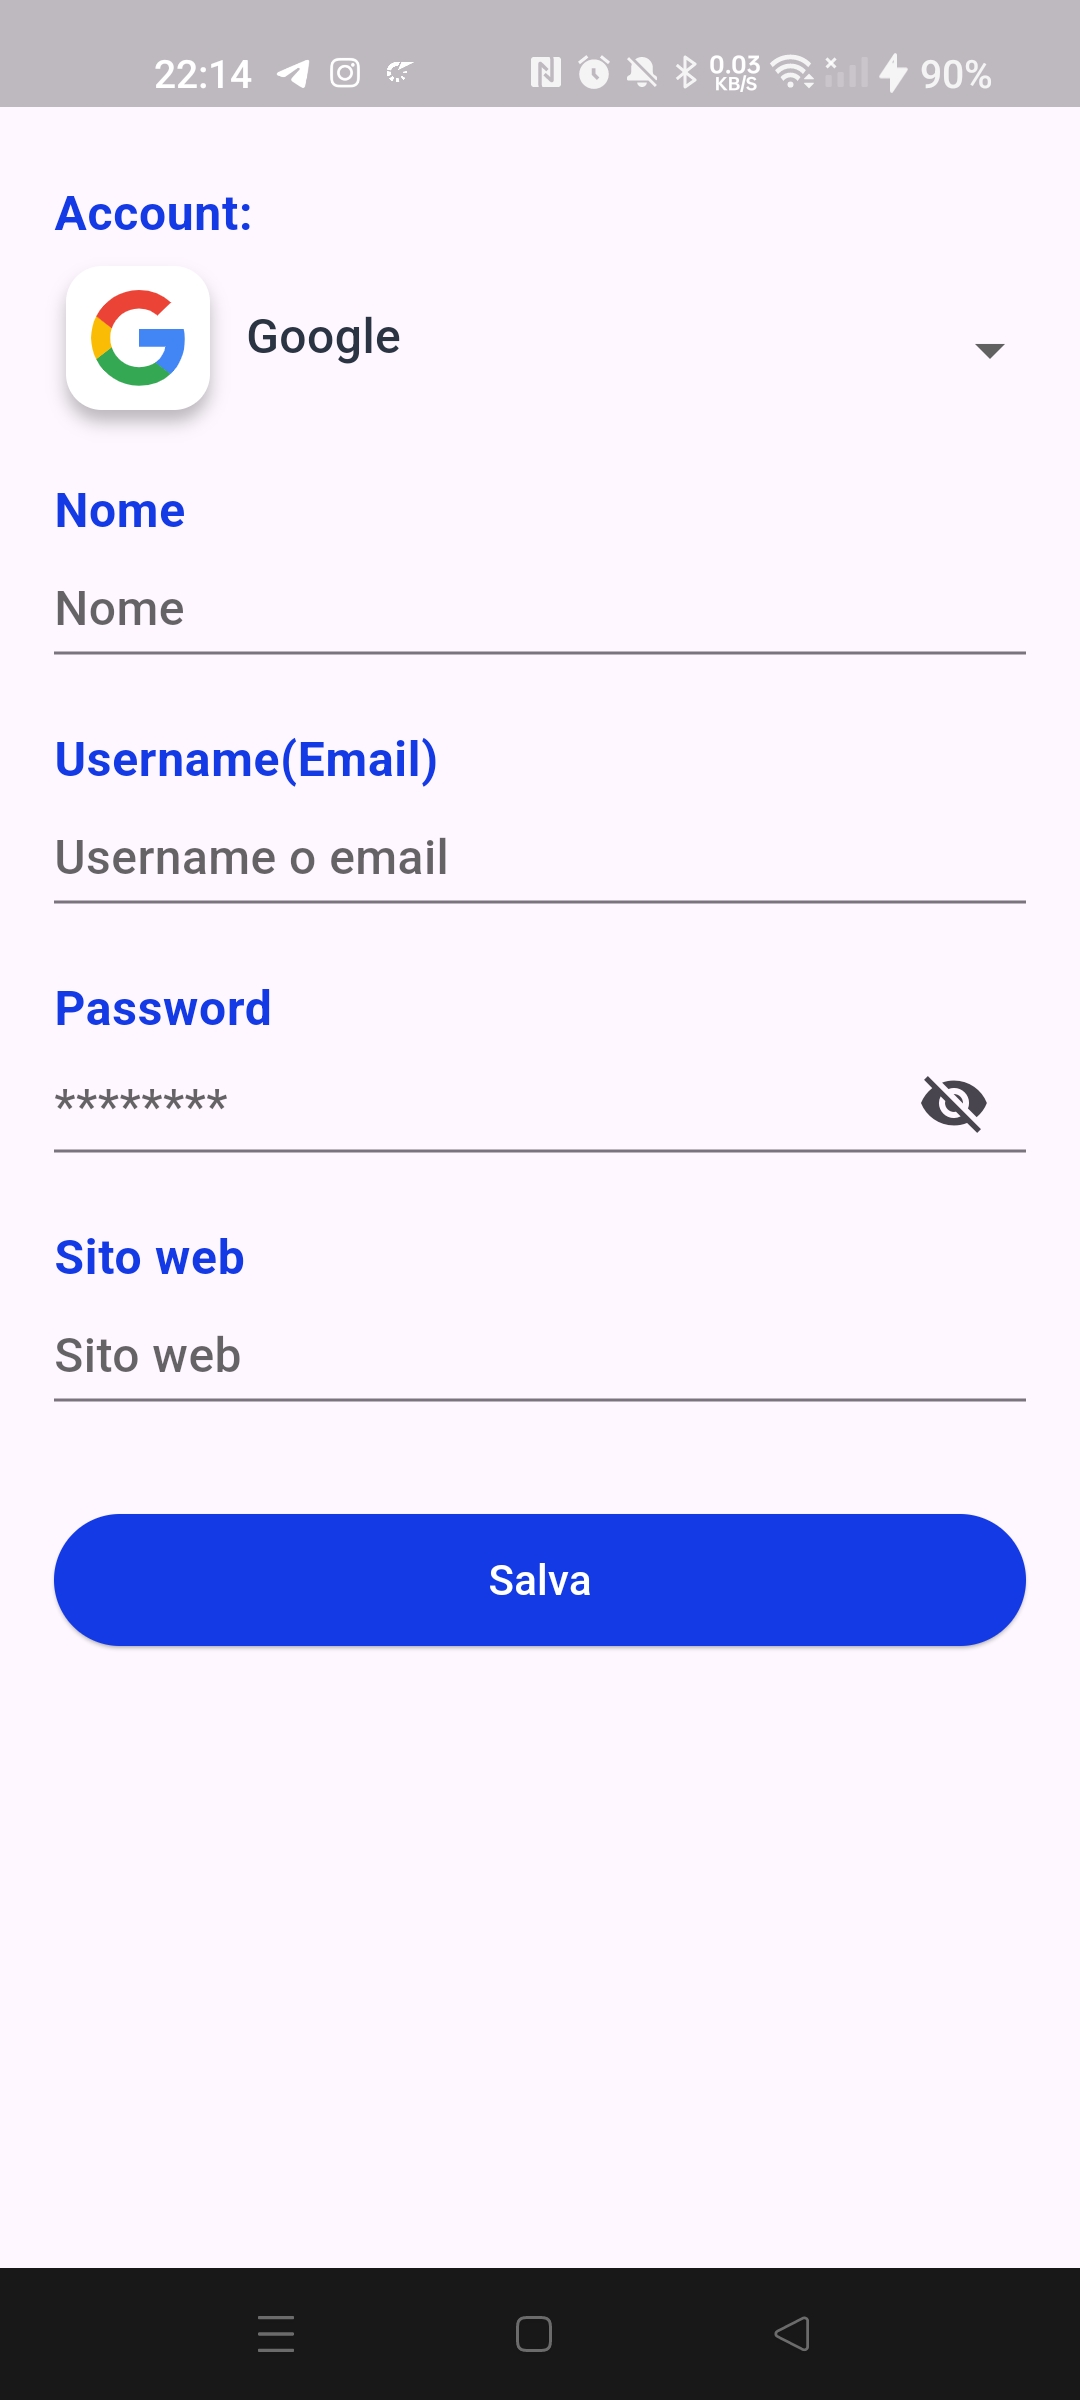 22:14 0.03 KB/S 90%
Account:
Google
Nome
Nome
Username(Email)
Username o email
Password
********
Sito web
Sito web
Salva